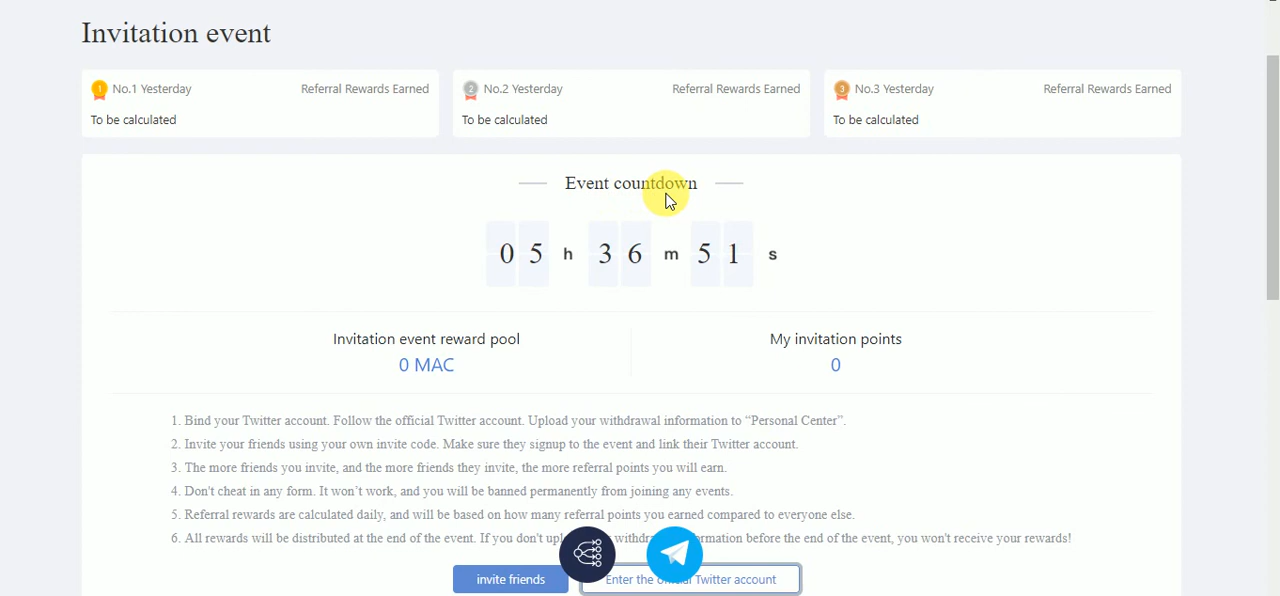 Invitation event
1 No.1 Yesterday Referral Rewards Earned
To be calculated
2 No.2 Yesterday Referral Rewards Earned
To be calculated
3 No.3 Yesterday Referral Rewards Earned
To be calculated
Event countdown
05 h 36 m 51 s
Invitation event reward pool
0 MAC
My invitation points
0
1. Bind your Twitter account. Follow the official Twitter account. Upload your withdrawal information to “Personal Center”.
2. Invite your friends using your own invite code. Make sure they signup to the event and link their Twitter account.
3. The more friends you invite, and the more friends they invite, the more referral points you will earn.
4. Don't cheat in any form. It won’t work, and you will be banned permanently from joining any events.
5. Referral rewards are calculated daily, and will be based on how many referral points you earned compared to everyone else.
6. All rewards will be distributed at the end of the event. If you don't before the end of the event, you won't receive your rewards!
invite friends
Enter the Twitter account